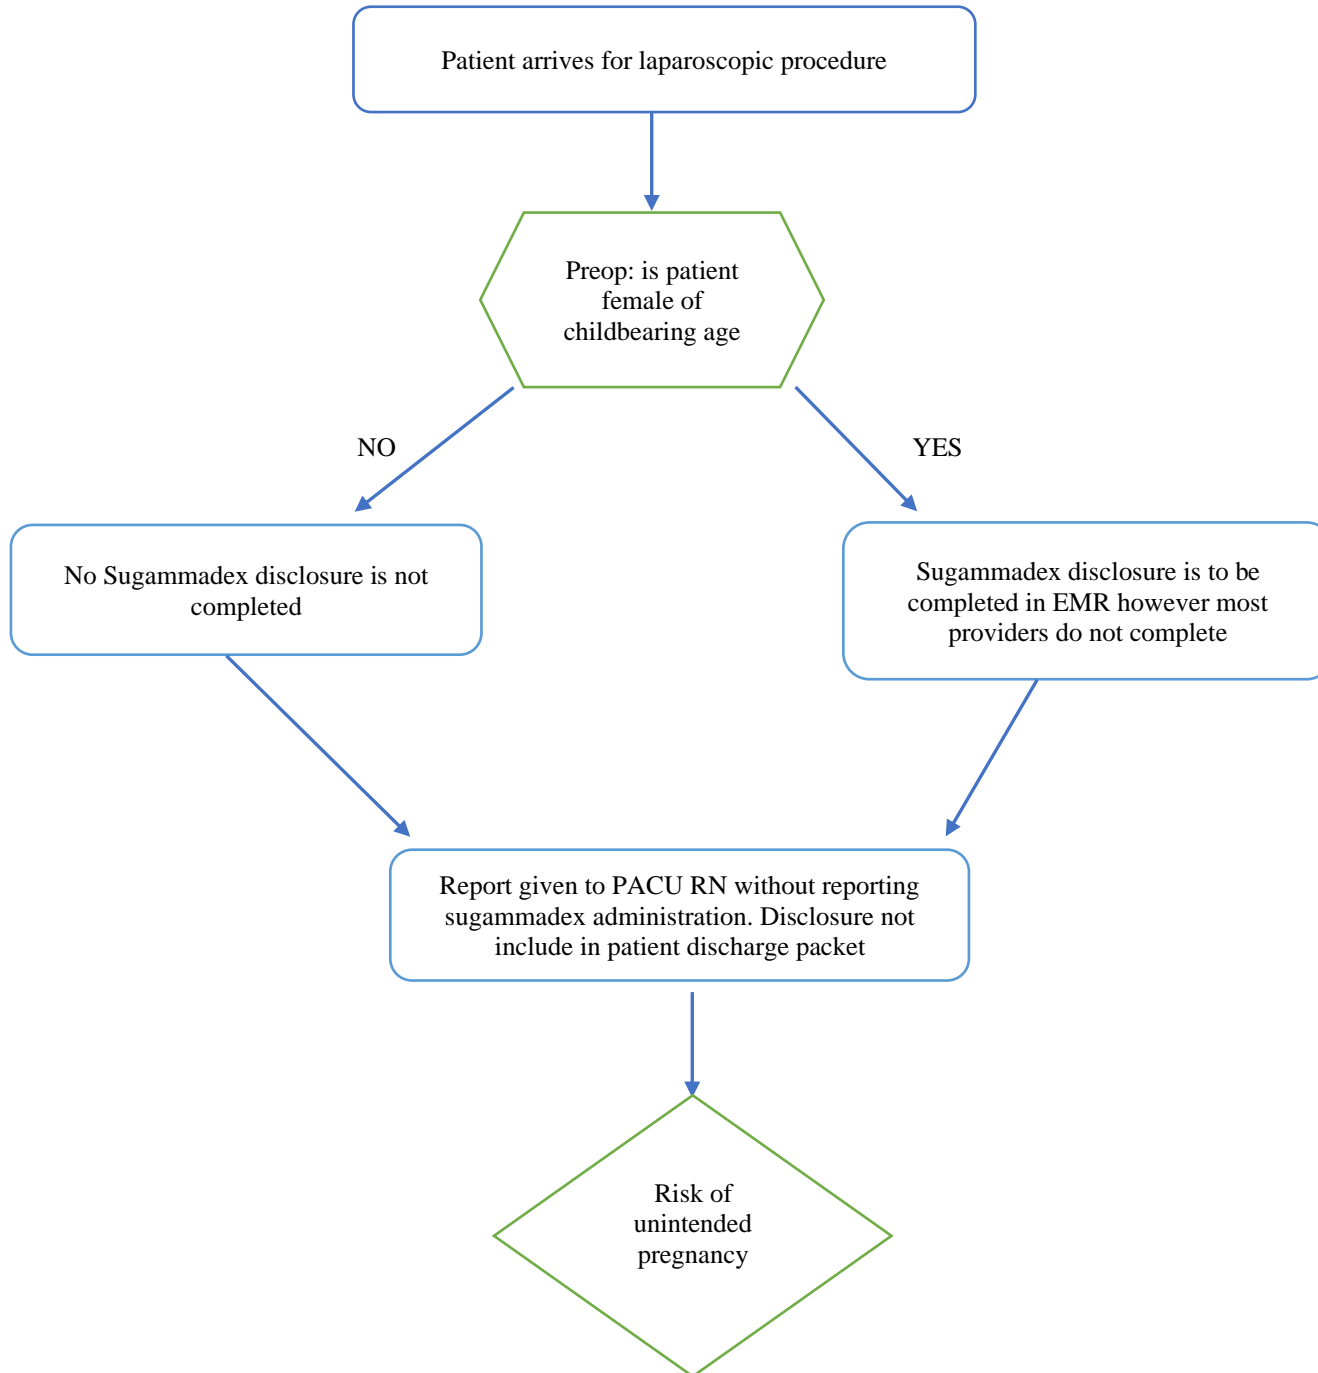 Patient arrives for laparoscopic procedure
Preop: is patient
female of
childbearing age
NO
YES
No Sugammadex disclosure is not
completed
Sugammadex disclosure is to be
completed in EMR however most
providers do not complete
Report given to PACU RN without reporting
sugammadex administration. Disclosure not
include in patient discharge packet
Risk of
unintended
pregnancy